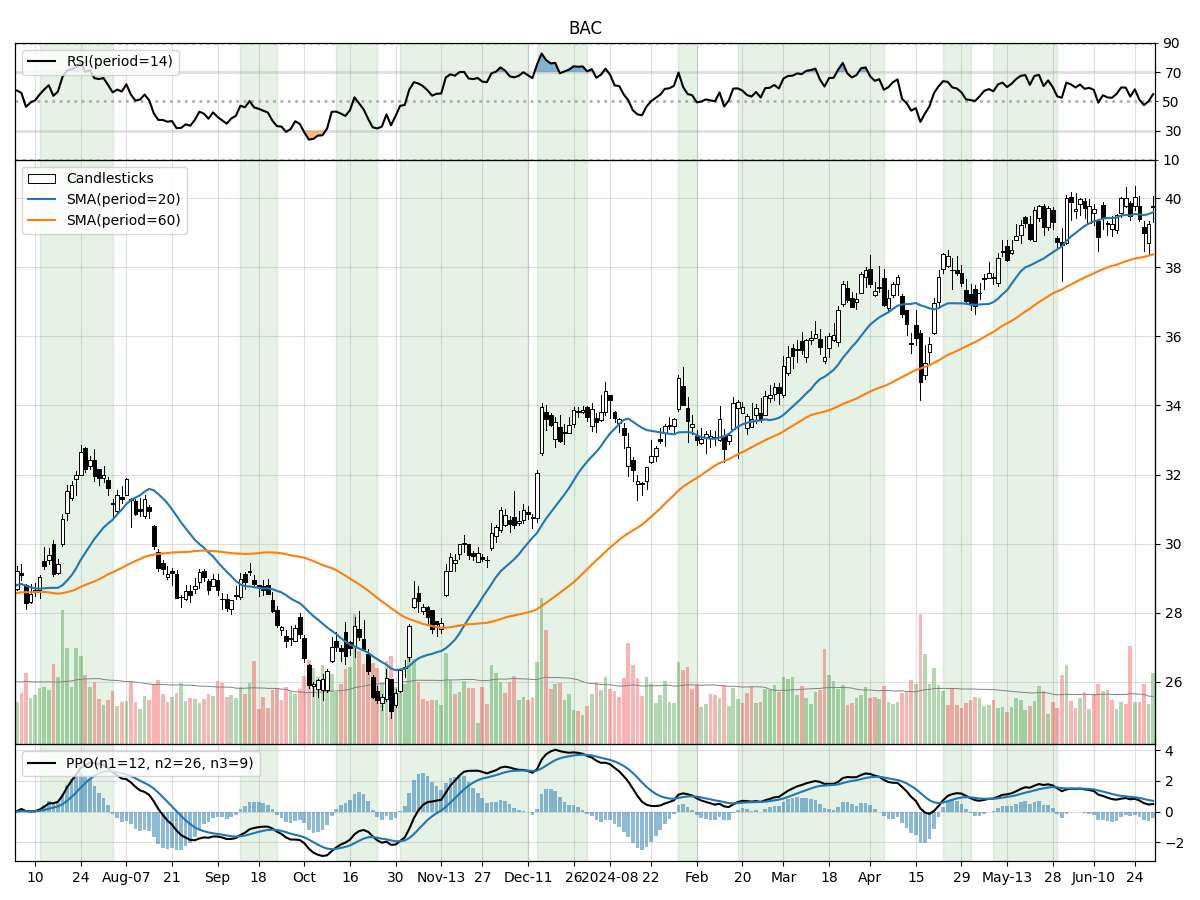 BAC
RSI(period=14)
90
70
50
30
10
Candlesticks
SMA(period=20)
SMA(period=60)
40
38
36
34
32
30
28
26
PPO(n1=12, n2=26, n3=9)
4
2
0
−2
10 24 Aug-07 21 Sep 18 Oct 16 30 Nov-13 27 Dec-11 26 2024-08 22 Feb 20 Mar 18 Apr 15 29 May-13 28 Jun-10 24